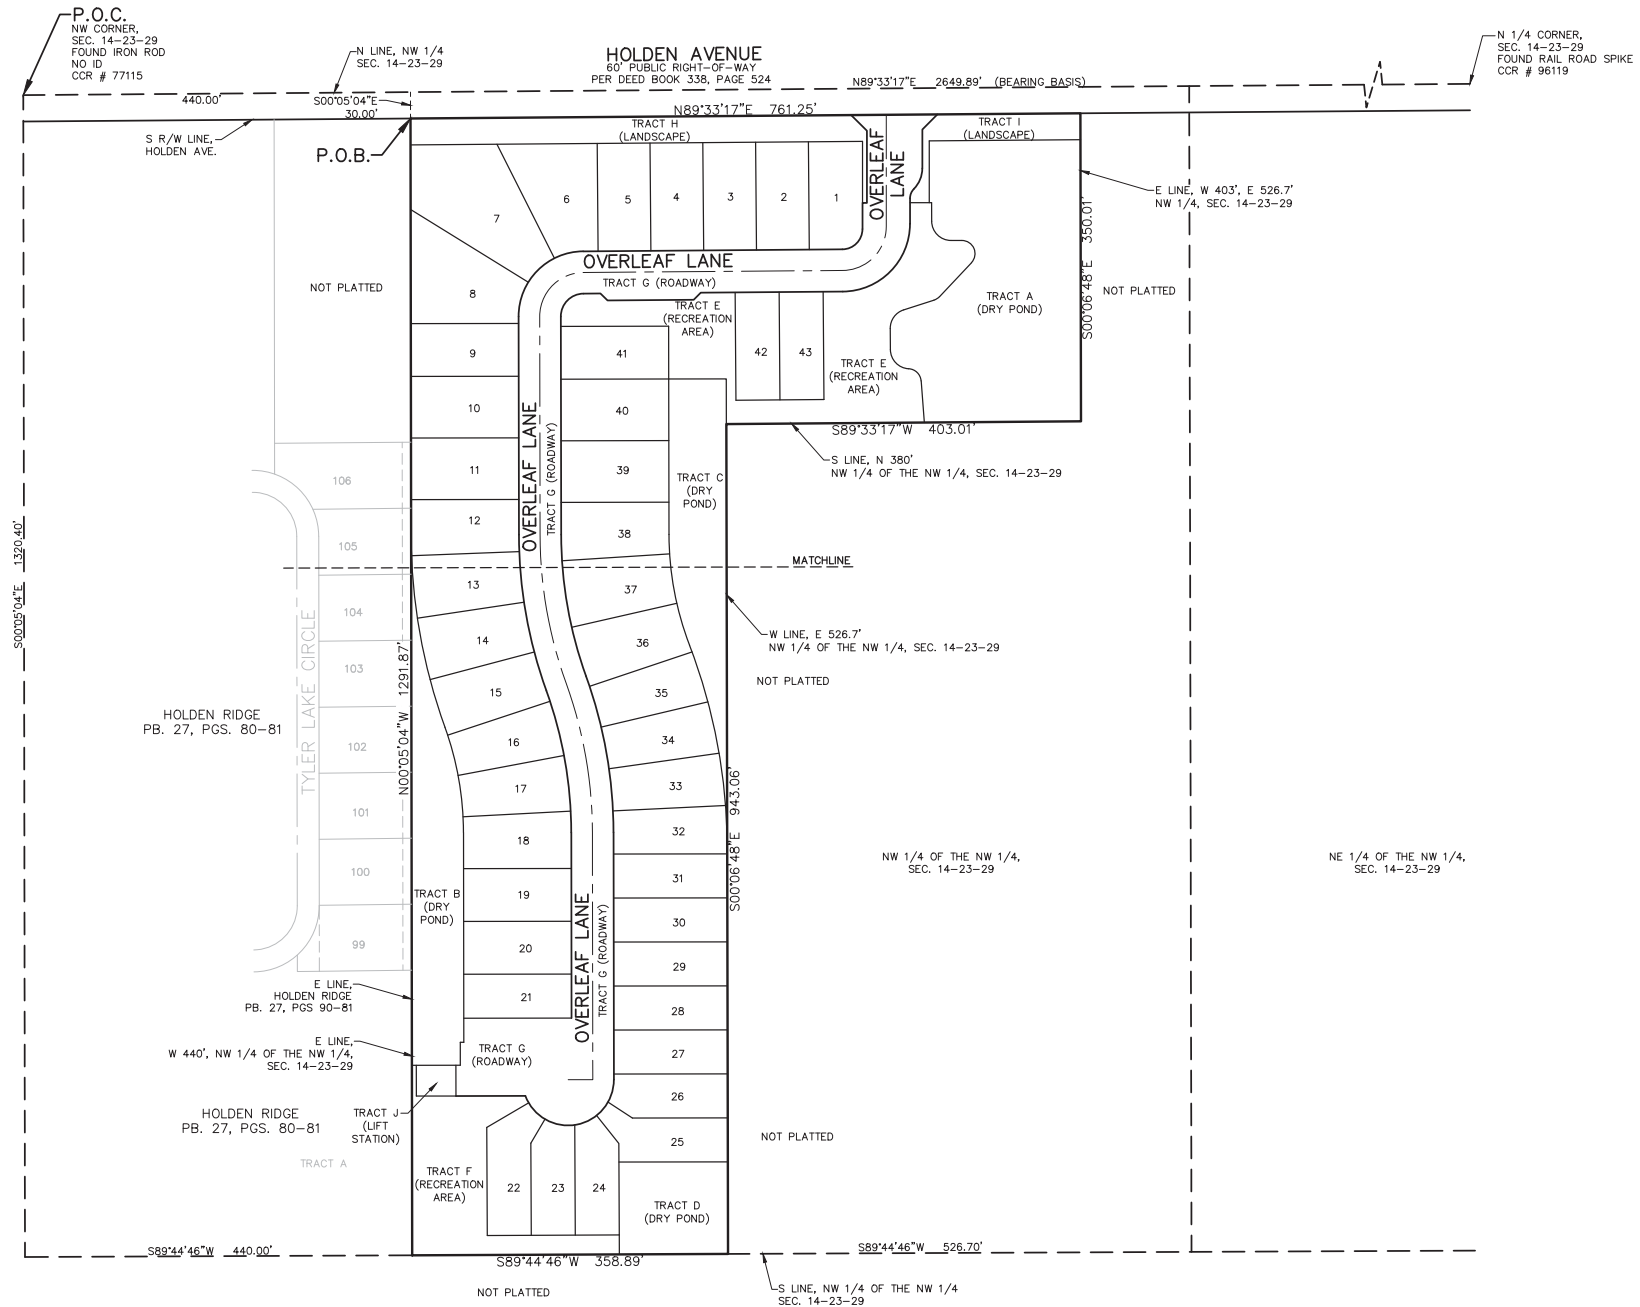 P.O.C.
NW CORNER,
SEC. 14-23-29
FOUND IRON ROD
NO ID
CCR # 77115
N LINE, NW 1/4
SEC. 14-23-29
HOLDEN AVENUE
60' PUBLIC RIGHT-OF-WAY
PER DEED BOOK 338, PAGE 524
N89°33'17"E 2649.89' (BEARING BASIS)
N 1/4 CORNER,
SEC. 14-23-29
FOUND RAIL ROAD SPIKE
CCR # 96119
440.00'
S00°05'04"E
30.00'
N89°33'17"E 761.25'
S R/W LINE,
HOLDEN AVE.
P.O.B.
TRACT H
(LANDSCAPE)
TRACT I
(LANDSCAPE)
OVERLEAF
LANE
E LINE, W 403', E 526.7'
NW 1/4, SEC. 14-23-29
S00°06'48"E 350.01'
7
6
5
4
3
2
1
OVERLEAF LANE
TRACT G (ROADWAY)
NOT PLATTED
8
TRACT E
(RECREATION
AREA)
TRACT A
(DRY POND)
NOT PLATTED
9
41
42
43
TRACT E
(RECREATION
AREA)
10
40
S89°33'17"W 403.01'
S LINE, N 380'
NW 1/4 OF THE NW 1/4, SEC. 14-23-29
OVERLEAF LANE
TRACT G (ROADWAY)
11
39
TRACT C
(DRY
POND)
106
12
38
105
MATCHLINE
S00°05'04"E 1320.40'
13
37
104
TYLER LAKE CIRCLE
14
36
W LINE, E 526.7'
NW 1/4 OF THE NW 1/4, SEC. 14-23-29
103
N00°05'04"W 1291.87'
15
35
NOT PLATTED
HOLDEN RIDGE
PB. 27, PGS. 80-81
102
16
34
17
33
101
18
32
S00°06'48"E 943.06'
NW 1/4 OF THE NW 1/4,
SEC. 14-23-29
NE 1/4 OF THE NW 1/4,
SEC. 14-23-29
100
31
TRACT B
(DRY
POND)
19
30
99
20
OVERLEAF LANE
TRACT G (ROADWAY)
29
E LINE,
HOLDEN RIDGE
PB. 27, PGS 90-81
21
28
E LINE,
W 440', NW 1/4 OF THE NW 1/4,
SEC. 14-23-29
TRACT G
(ROADWAY)
27
26
HOLDEN RIDGE
PB. 27, PGS. 80-81
TRACT J
(LIFT
STATION)
25
NOT PLATTED
TRACT A
TRACT F
(RECREATION
AREA)
22
23
24
TRACT D
(DRY POND)
S89°44'46"W 440.00'
S89°44'46"W 358.89'
S89°44'46"W 526.70'
NOT PLATTED
S LINE, NW 1/4 OF THE NW 1/4
SEC. 14-23-29